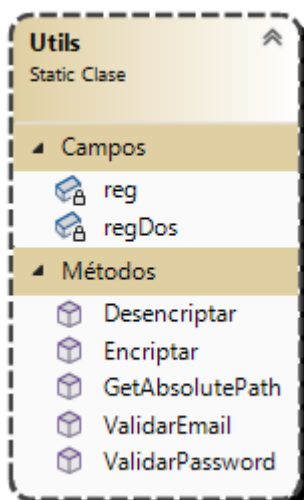 Utils
Static Clase
Campos
reg
regDos
Métodos
Desencriptar
Encriptar
GetAbsolutePath
ValidarEmail
ValidarPassword